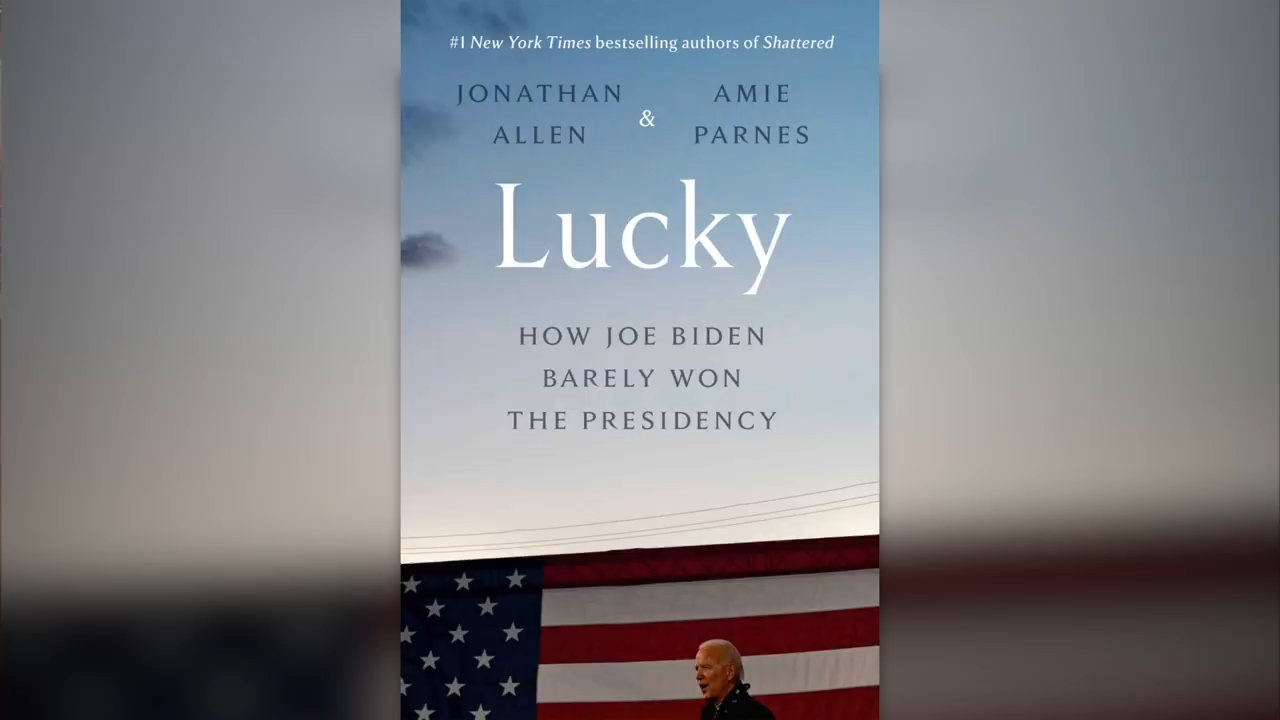 #1 New York Times bestselling authors of Shattered
JONATHAN ALLEN & AMIE PARNES
Lucky
HOW JOE BIDEN
BARELY WON
THE PRESIDENCY